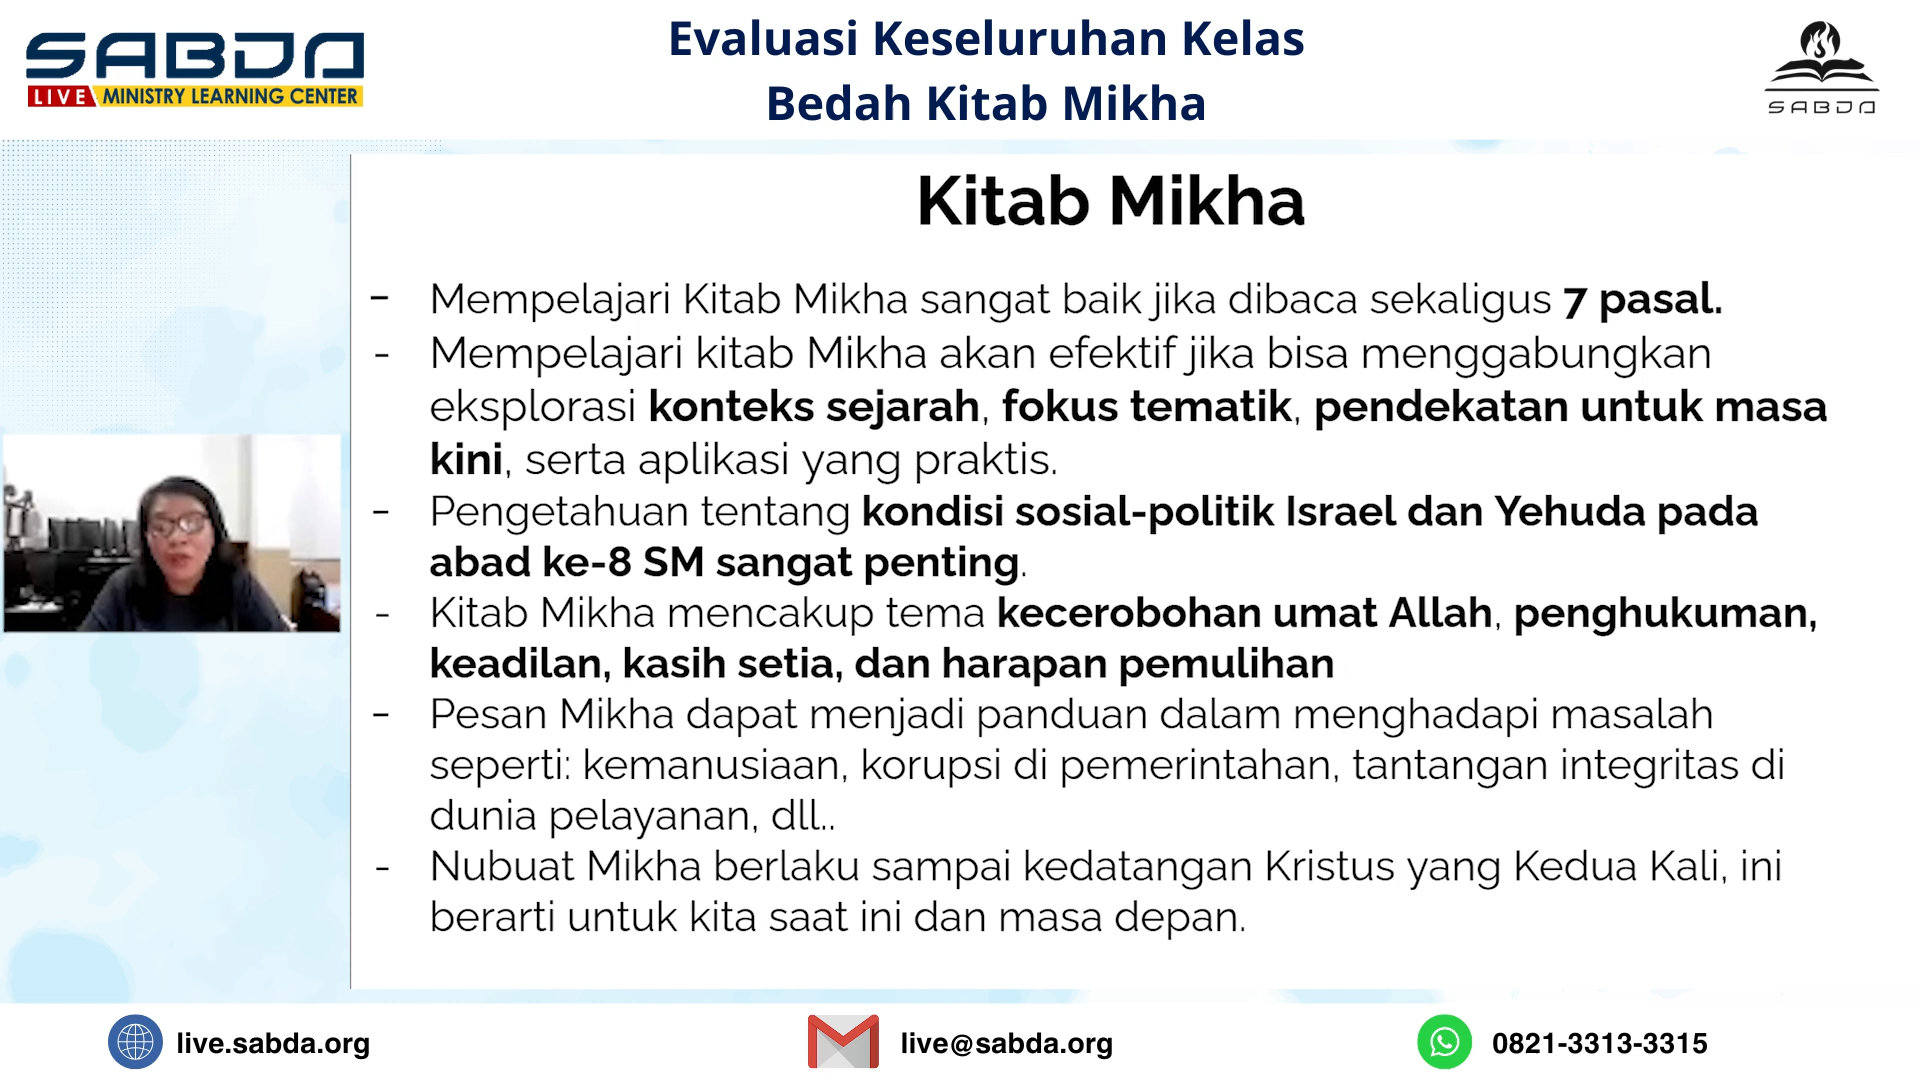 SABDA
LIVE MINISTRY LEARNING CENTER
Evaluasi Keseluruhan Kelas
Bedah Kitab Mikha
SABDA
Kitab Mikha
- Mempelajari Kitab Mikha sangat baik jika dibaca sekaligus 7 pasal.
- Mempelajari kitab Mikha akan efektif jika bisa menggabungkan
eksplorasi konteks sejarah, fokus tematik, pendekatan untuk masa
kini, serta aplikasi yang praktis.
- Pengetahuan tentang kondisi sosial-politik Israel dan Yehuda pada
abad ke-8 SM sangat penting.
- Kitab Mikha mencakup tema kecerobohan umat Allah, penghukuman,
keadilan, kasih setia, dan harapan pemulihan
- Pesan Mikha dapat menjadi panduan dalam menghadapi masalah
seperti: kemanusiaan, korupsi di pemerintahan, tantangan integritas di
dunia pelayanan, dll..
- Nubuat Mikha berlaku sampai kedatangan Kristus yang Kedua Kali, ini
berarti untuk kita saat ini dan masa depan.
live.sabda.org
live@sabda.org
0821-3313-3315